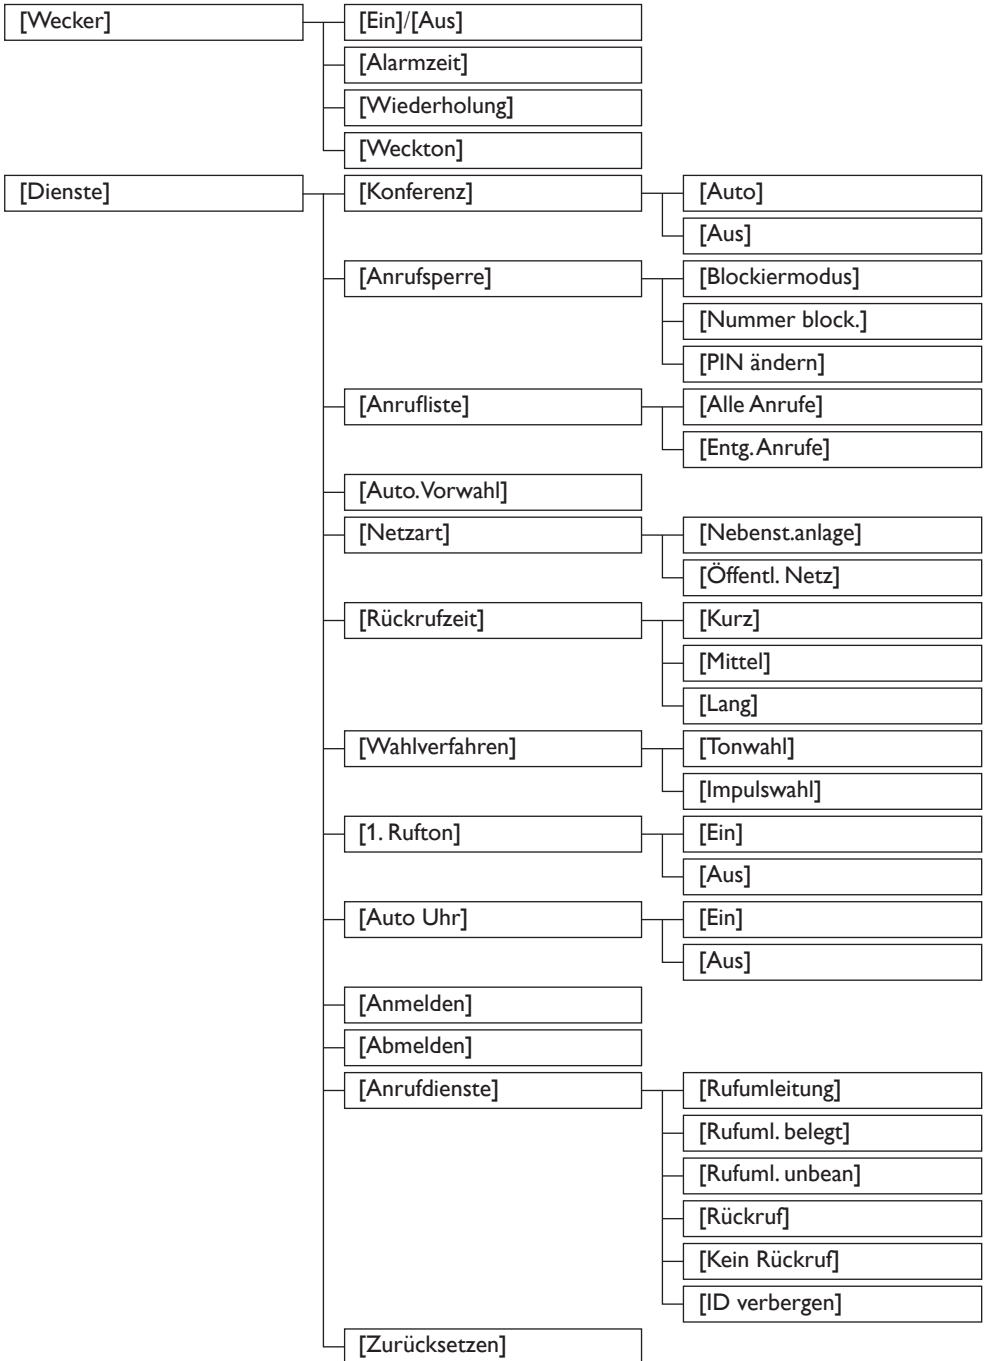 [Wecker] [Ein]/[Aus]
[Alarmzeit]
[Wiederholung]
[Weckton]
[Dienste] [Konferenz] [Auto]
[Aus]
[Anrufsperre] [Blockiermodus]
[Nummer block.]
[PIN ändern]
[Anrufliste] [Alle Anrufe]
[Entg. Anrufe]
[Auto. Vorwahl]
[Netzart] [Nebenst.anlage]
[Öffentl. Netz]
[Rückrufzeit] [Kurz]
[Mittel]
[Lang]
[Wahlverfahren] [Tonwahl]
[Impulswahl]
[1. Rufton] [Ein]
[Aus]
[Auto Uhr] [Ein]
[Aus]
[Anmelden]
[Abmelden]
[Anrufdienste] [Rufumleitung]
[Rufuml. belegt]
[Rufuml. unbean]
[Rückruf]
[Kein Rückruf]
[ID verbergen]
[Zurücksetzen]